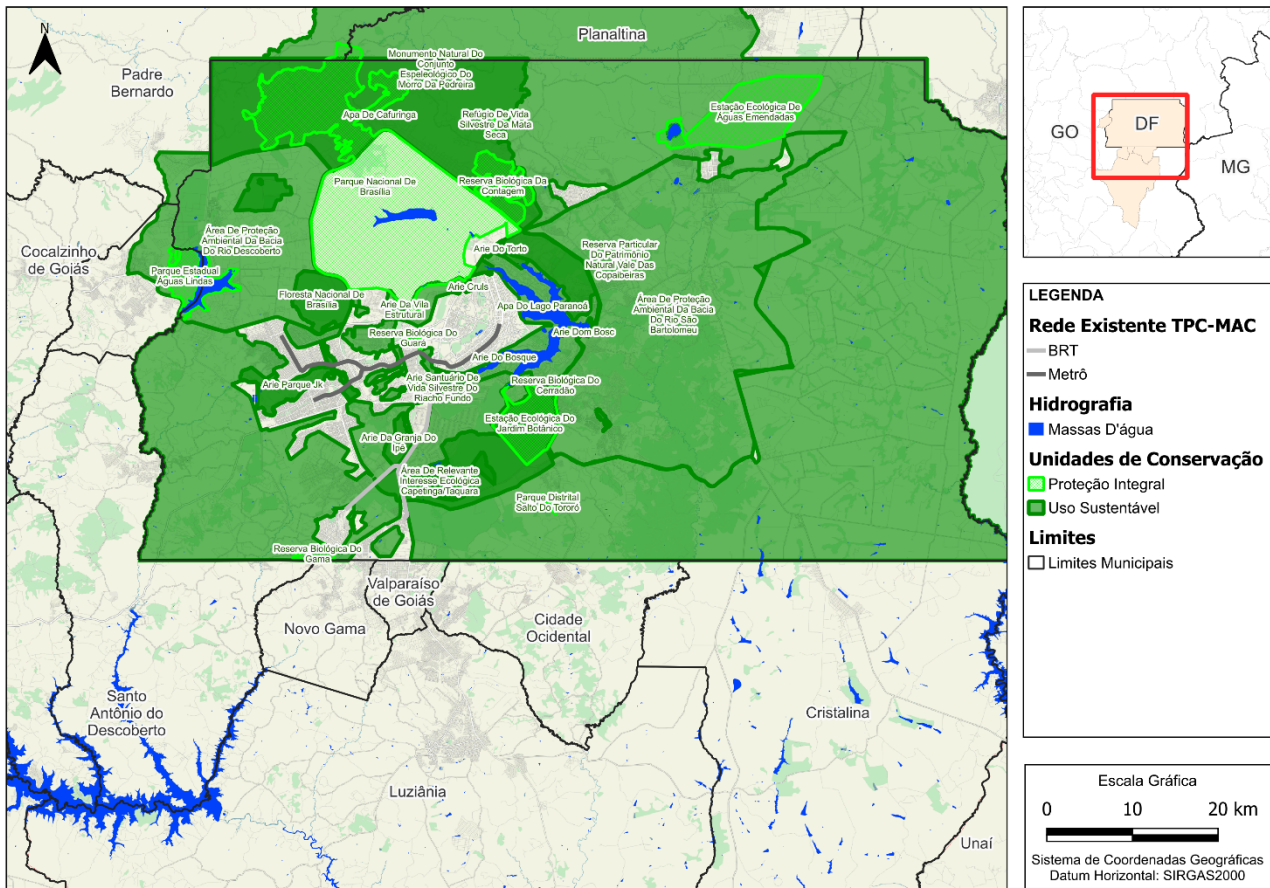 N
Planaltina
Padre
Bernardo
Monumento Natural Do
Conjunto
Espeleológico Do
Morro Da Pedreira
Apa De Cafuringa
Refúgio De Vida
Silvestre Da Mata
Seca
Estação Ecológica De
Águas Emendadas
Parque Nacional De
Brasília
Reserva Biológica Da
Contagem
Cocalzinho
de Goiás
Área De Proteção
Ambiental Da Bacia
Do Rio Descoberto
Parque Estadual
Águas Lindas
Arie Do Torto
Reserva Particular
Do Patrimônio
Natural Vale Das
Copaibeiras
Floresta Nacional De
Brasília
Arie Cruls
Arie Da Vila
Estrutural
Apa Do Lago Paranoá
Área De Proteção
Ambiental Da Bacia
Do Rio São
Bartolomeu
Reserva Biológica Do
Guará
Arie Dom Bosc
Arie Do Bosque
Arie Parque Jk
Arie Santuário De
Vida Silvestre Do
Riacho Fundo
Reserva Biológica Do
Cerradão
Estação Ecológica Do
Jardim Botânico
Arie Da Granja Do
Ipê
Área De Relevante
Interesse Ecológica
Capetinga/Taquara
Parque Distrital
Salto Do Tororó
Reserva Biológica Do
Gama
Valparaíso
de Goiás
Novo Gama
Cidade
Ocidental
Santo
Antônio do
Descoberto
Cristalina
Luziânia
Unaí
GO
DF
MG
LEGENDA
Rede Existente TPC-MAC
BRT
Metrô
Hidrografia
Massas D'água
Unidades de Conservação
Proteção Integral
Uso Sustentável
Limites
Limites Municipais
Escala Gráfica
0 10 20 km
Sistema de Coordenadas Geográficas
Datum Horizontal: SIRGAS2000